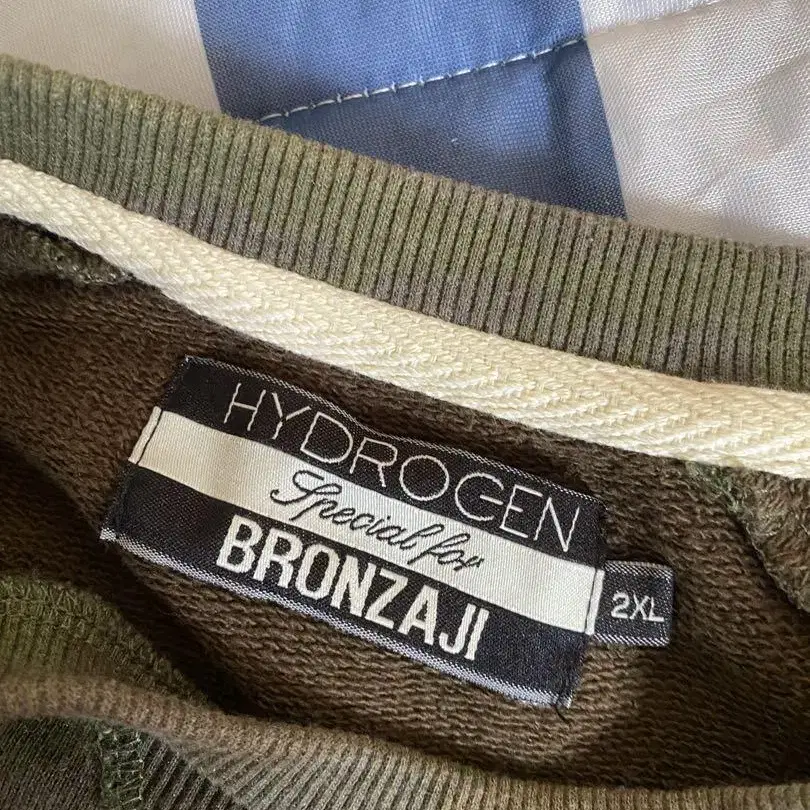 HYDROGEN
Special for
BRONZAJI
2XL